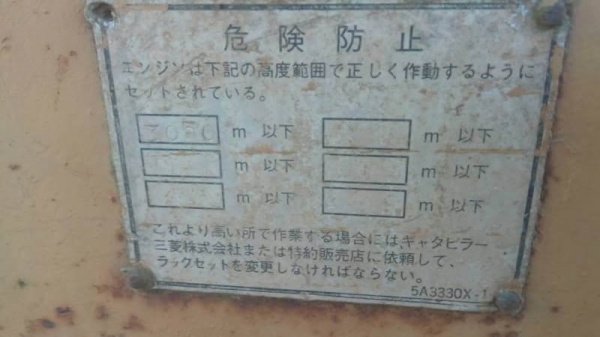 危険防止
エンジンは下記の高度範囲で正しく作動するように
セットされている。
m 以下 m 以下
m 以下 m 以下
m 以下 m 以下
これより高い所で作業する場合にはキャタピラー
三菱株式会社または特約販売店に依頼して、
ラックセットを変更しなければならない。
5A3330X-1